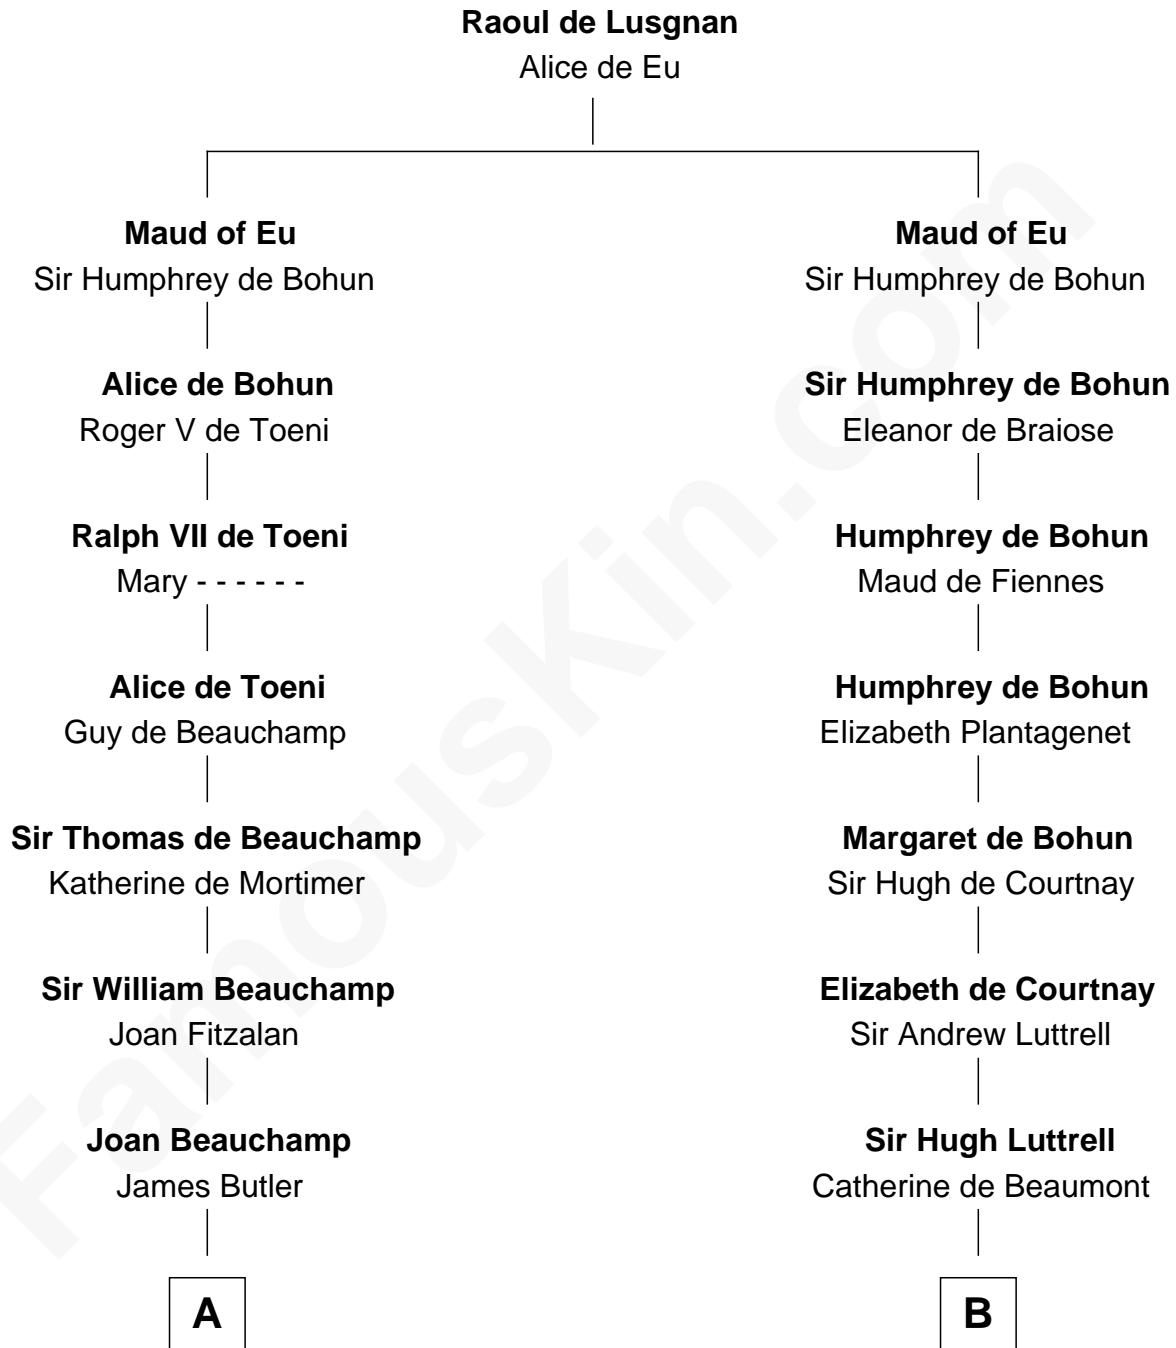 Raoul de Lusgnan
Alice de Eu
Maud of Eu
Sir Humphrey de Bohun
Maud of Eu
Sir Humphrey de Bohun
Alice de Bohun
Roger V de Toeni
Sir Humphrey de Bohun
Eleanor de Braiose
Ralph VII de Toeni
Mary - - - - - -
Humphrey de Bohun
Maud de Fiennes
Alice de Toeni
Guy de Beauchamp
Humphrey de Bohun
Elizabeth Plantagenet
Sir Thomas de Beauchamp
Katherine de Mortimer
Margaret de Bohun
Sir Hugh de Courtnay
Sir William Beauchamp
Joan Fitzalan
Elizabeth de Courtnay
Sir Andrew Luttrell
Joan Beauchamp
James Butler
Sir Hugh Luttrell
Catherine de Beaumont
A
B
FamousKin.com